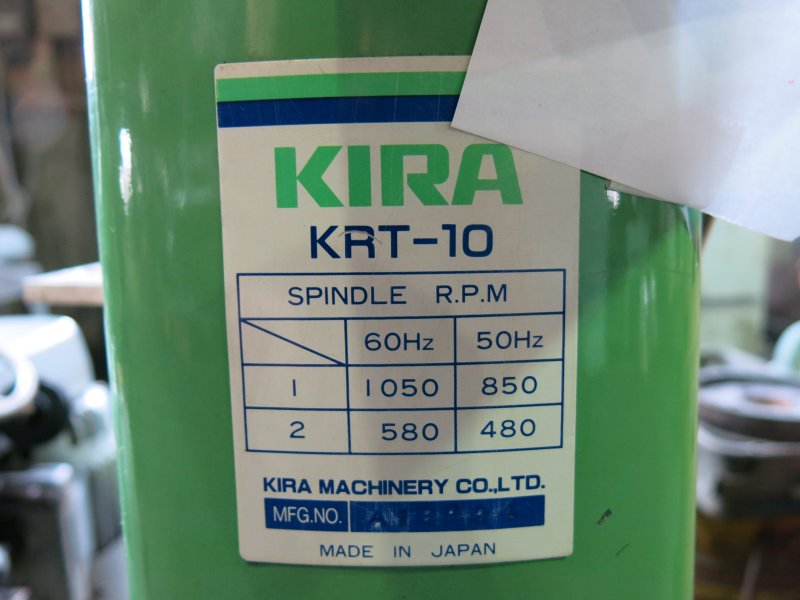 KIRA
KRT-10
SPINDLE R.P.M
60Hz 50Hz
1 1050 850
2 580 480
KIRA MACHINERY CO.,LTD.
MFG.NO.
MADE IN JAPAN